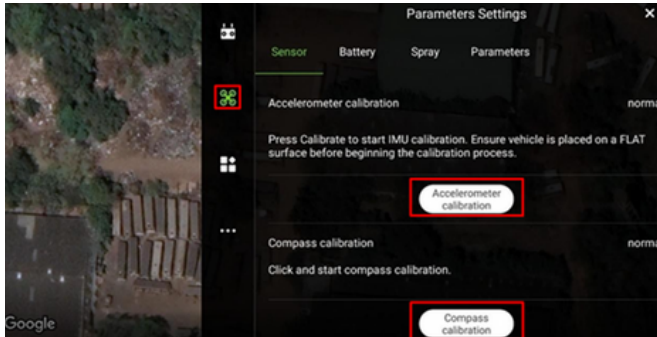 Parameters Settings
Sensor Battery Spray Parameters
Accelerometer calibration norma
Press Calibrate to start IMU calibration. Ensure vehicle is placed on a FLAT
surface before beginning the calibration process.
Accelerometer
calibration
Compass calibration norma
Click and start compass calibration.
Compass
calibration
Google